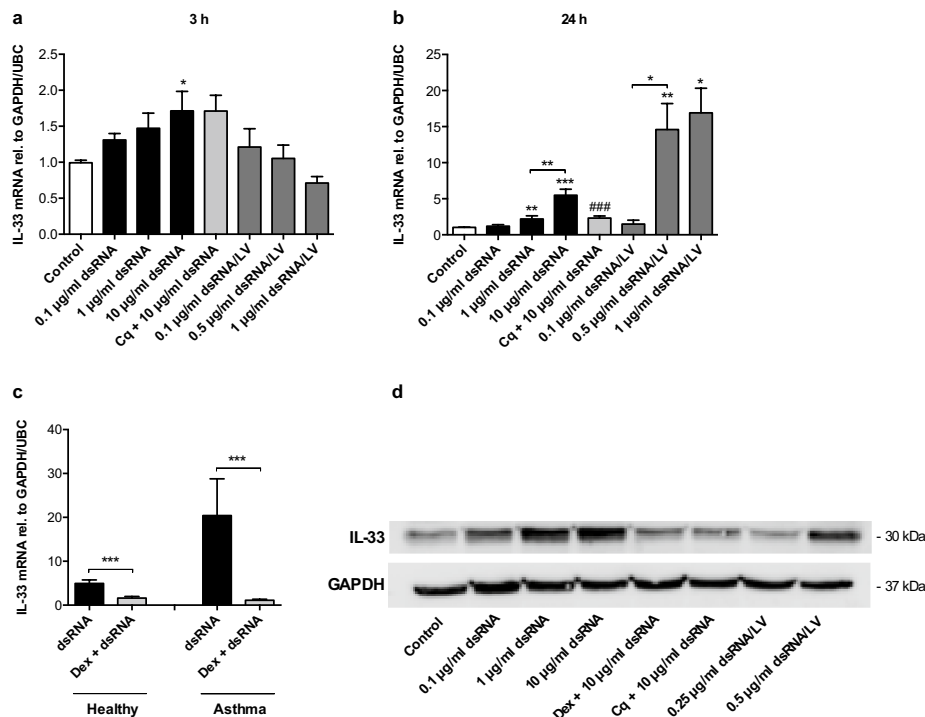 a
3 h
IL-33 mRNA rel. to GAPDH/UBC
2.5
2.0
1.5
1.0
0.5
0.0
*
Control
0.1 µg/ml dsRNA
1 µg/ml dsRNA
10 µg/ml dsRNA
Cq + 10 µg/ml dsRNA
0.1 µg/ml dsRNA/LV
0.5 µg/ml dsRNA/LV
1 µg/ml dsRNA/LV
b
24 h
IL-33 mRNA rel. to GAPDH/UBC
25
20
15
10
5
0
**
**
***
###
*
**
*
Control
0.1 µg/ml dsRNA
1 µg/ml dsRNA
10 µg/ml dsRNA
Cq + 10 µg/ml dsRNA
0.1 µg/ml dsRNA/LV
0.5 µg/ml dsRNA/LV
1 µg/ml dsRNA/LV
c
IL-33 mRNA rel. to GAPDH/UBC
40
30
20
10
0
***
***
dsRNA
Dex + dsRNA
dsRNA
Dex + dsRNA
Healthy
Asthma
d
IL-33
- 30 kDa
GAPDH
- 37 kDa
Control
0.1 µg/ml dsRNA
1 µg/ml dsRNA
10 µg/ml dsRNA
Dex + 10 µg/ml dsRNA
Cq + 10 µg/ml dsRNA
0.25 µg/ml dsRNA/LV
0.5 µg/ml dsRNA/LV